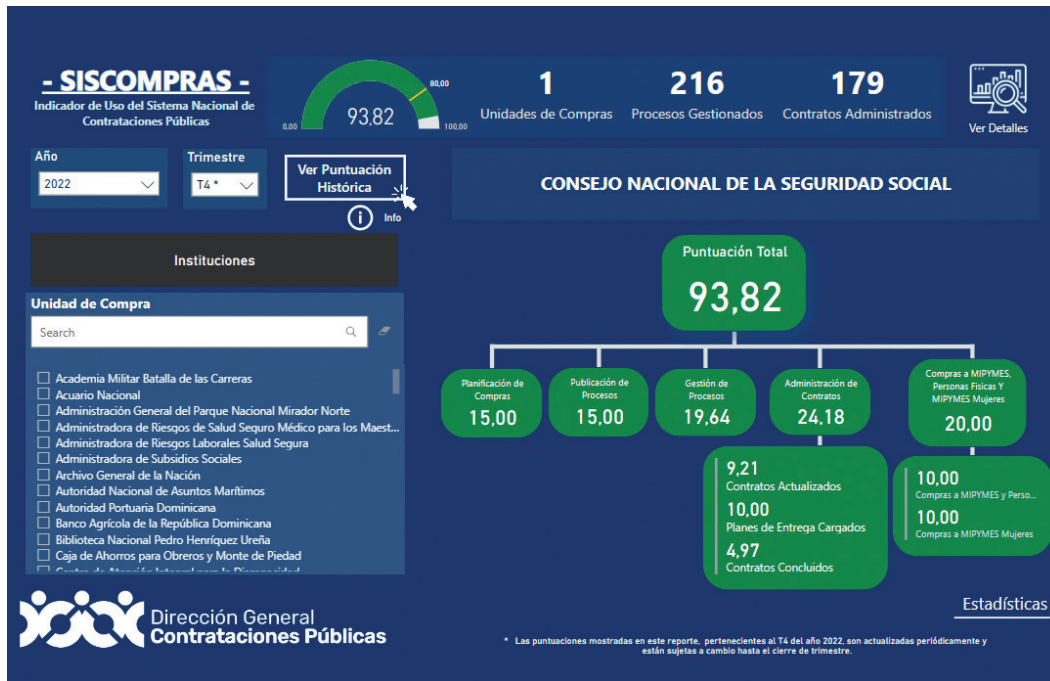 - SISCOMPRAS -
Indicador de Uso del Sistema Nacional de
Contrataciones Públicas
0,00
93,82
80,00
100,00
1
Unidades de Compras
216
Procesos Gestionados
179
Contratos Administrados
Ver Detalles
Año
2022
Trimestre
T4 *
Ver Puntuación
Histórica
i Info
CONSEJO NACIONAL DE LA SEGURIDAD SOCIAL
Instituciones
Unidad de Compra
Search
Academia Militar Batalla de las Carreras
Acuario Nacional
Administración General del Parque Nacional Mirador Norte
Administradora de Riesgos de Salud Sequro Médico para los Maest...
Administradora de Riesgos Laborales Salud Segura
Administradora de Subsidios Sociales
Archivo General de la Nación
Autoridad Nacional de Asuntos Marítimos
Autoridad Portuaria Dominicana
Banco Agrícola de la República Dominicana
Biblioteca Nacional Pedro Henríquez Ureña
Caja de Ahorros para Obreros y Monte de Piedad
Puntuación Total
93,82
Planificación de
Compras
15,00
Publicación de
Procesos
15,00
Gestión de
Procesos
19,64
Administración de
Contratos
24,18
Compras a MIPYMES,
Personas Fisicas Y
MIPYMES Mujeres
20,00
9,21
Contratos Actualizados
10,00
Planes de Entrega Cargados
4,97
Contratos Concluidos
10,00
Compras a MIPYMES y Perso...
10,00
Compras a MIPYMES Mujeres
Dirección General
Contrataciones Públicas
Estadísticas
* Las puntuaciones mostradas en este reporte, pertenecientes al T4 del año 2022, son actualizadas periódicamente y
están sujetas a cambio hasta el cierre de trimestre.